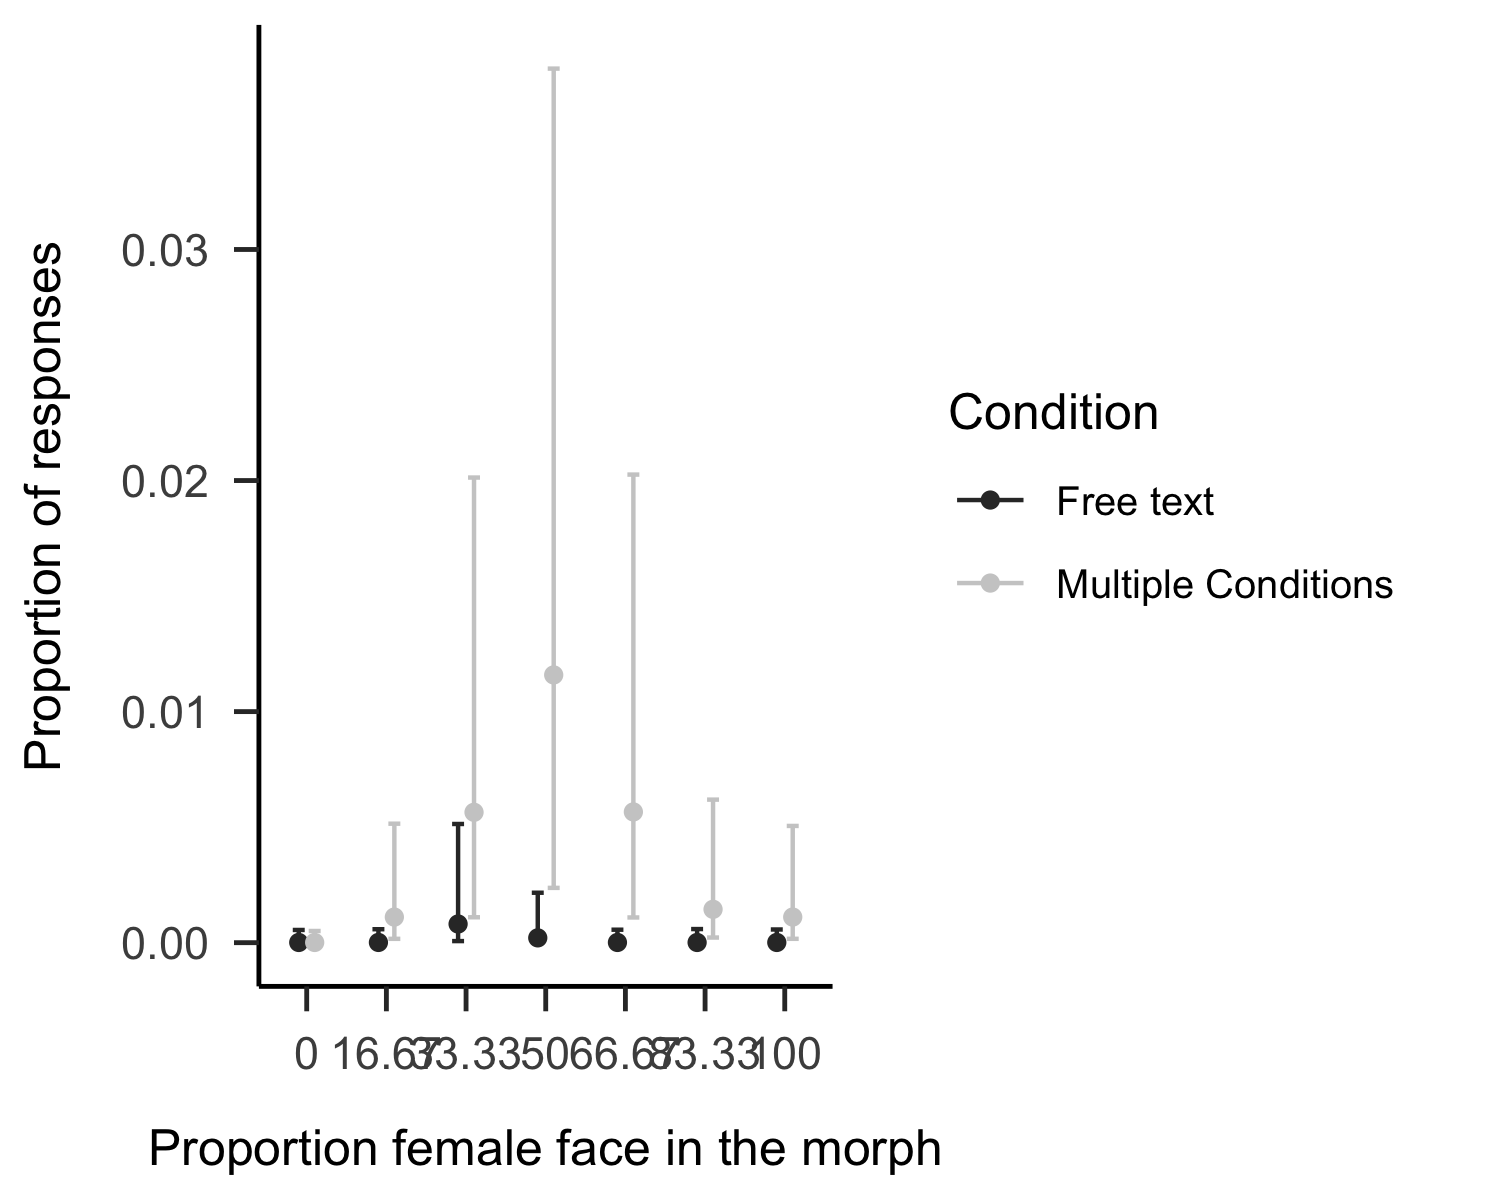 Proportion of responses
0.03
0.02
0.01
0.00
0 16.67 33.33 50 66.67 83.33 100
Proportion female face in the morph
Condition
Free text
Multiple Conditions